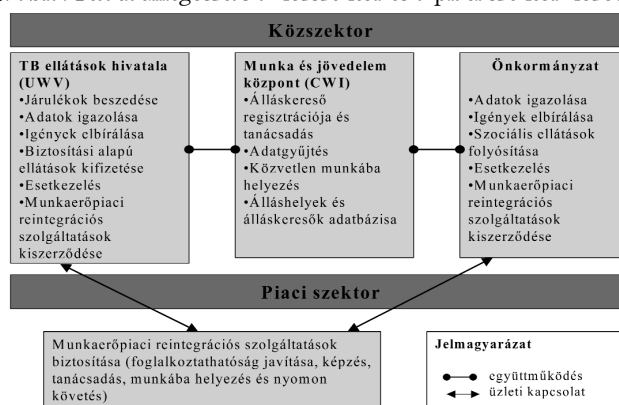 Közszektor
TB ellátások hivatala
(UWV)
•Járulékok beszedése
•Adatok igazolása
•Igények elbírálása
•Biztosítási alapú
ellátások kifizetése
•Esetkezelés
•Munkaerőpiaci
reintegrációs
szolgáltatások
kiszerződése
Munka és jövedelem
központ (CWI)
•Álláskereső
regisztrációja és
tanácsadás
•Adatgyűjtés
•Közvetlen munkába
helyezés
•Álláshelyek és
álláskeresők adatbázisa
Önkormányzat
•Adatok igazolása
•Igények elbírálása
•Szociális ellátások
folyósítása
•Esetkezelés
•Munkaerőpiaci
reintegrációs
szolgáltatások
kiszerződése
Piaci szektor
Munkaerőpiaci reintegrációs szolgáltatások
biztosítása (foglalkoztathatóság javítása, képzés,
tanácsadás, munkába helyezés és nyomon
követés)
Jelmagyarázat
együttműködés
üzleti kapcsolat